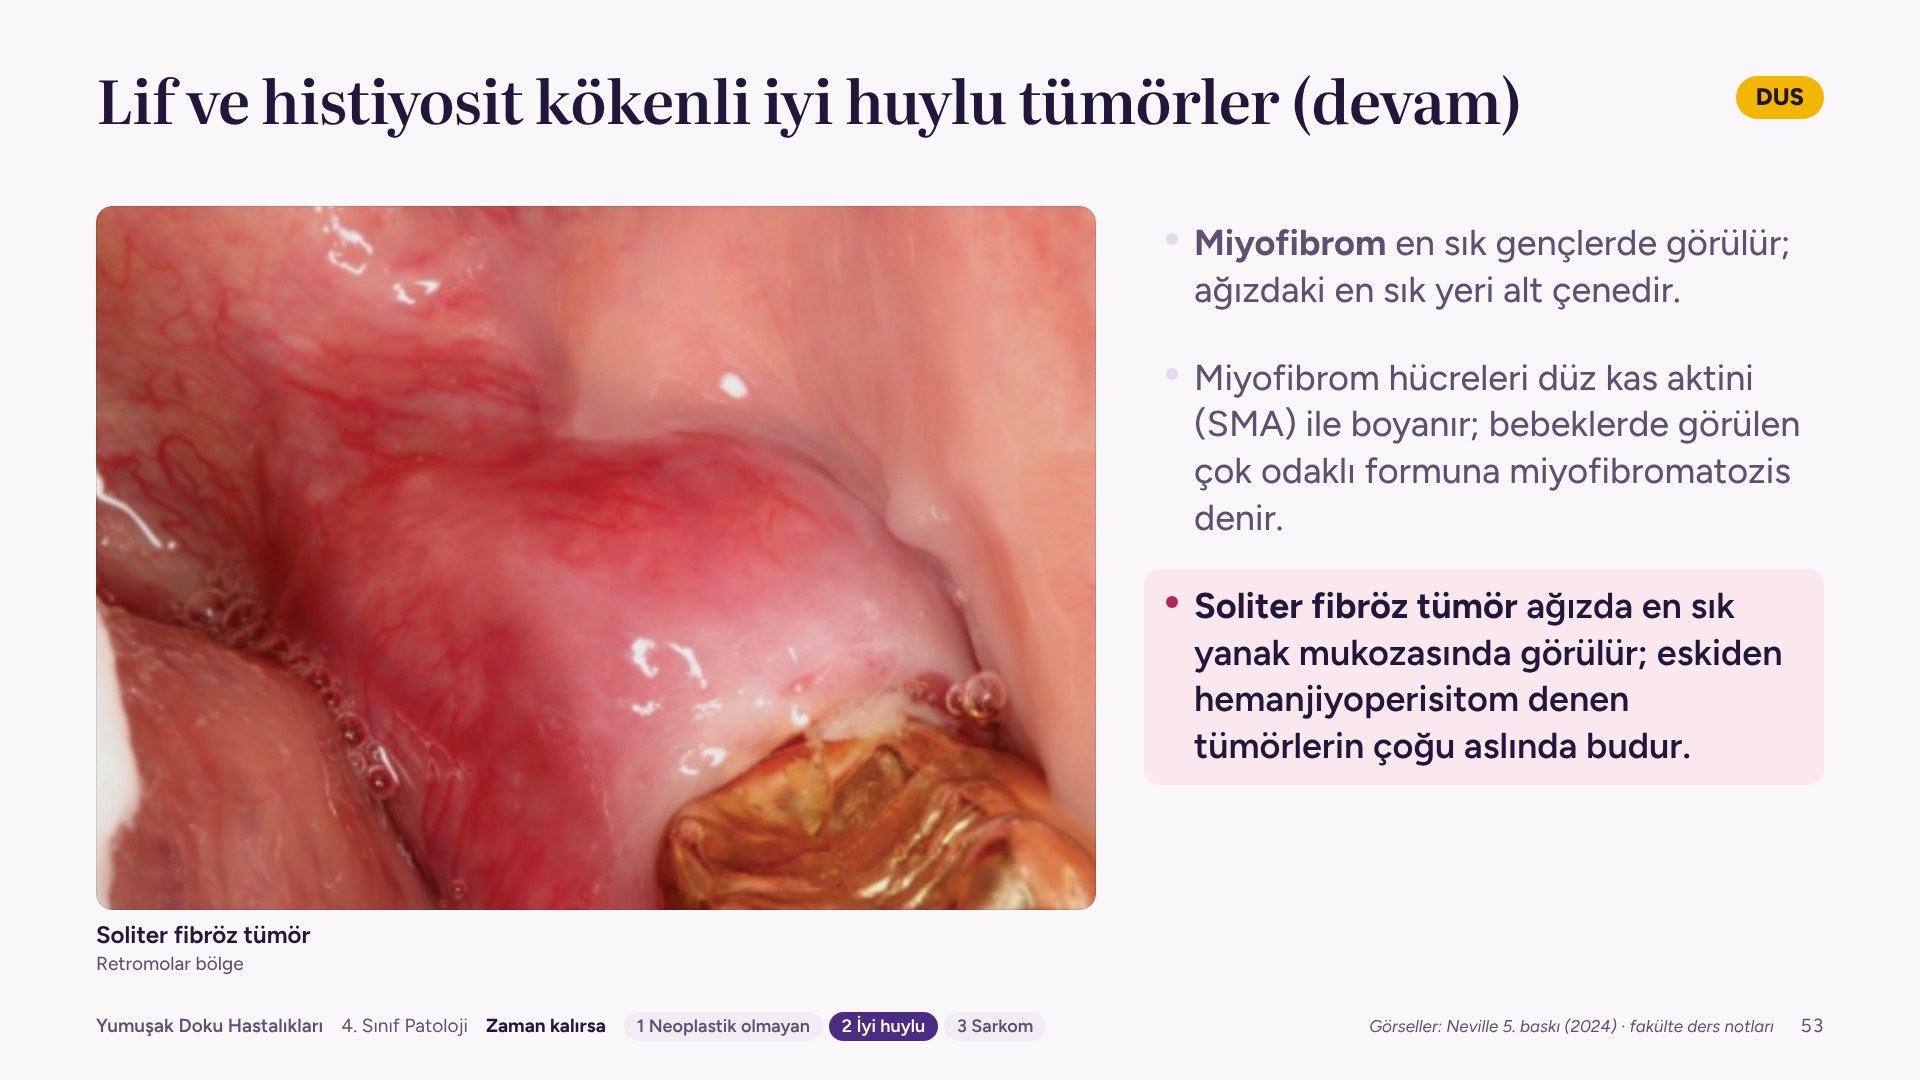 Lif ve histiyosit kökenli iyi huylu tümörler (devam)
DUS
Miyofibrom en sık gençlerde görülür;
ağızdaki en sık yeri alt çenedir.
Miyofibrom hücreleri düz kas aktini
(SMA) ile boyanır; bebeklerde görülen
çok odaklı formuna miyofibromatozis
denir.
Soliter fibröz tümör ağızda en sık
yanak mukozasında görülür; eskiden
hemanjiyoperisitom denen
tümörlerin çoğu aslında budur.
Soliter fibröz tümör
Retromolar bölge
Yumuşak Doku Hastalıkları 4. Sınıf Patoloji Zaman kalırsa 1 Neoplastik olmayan 2 İyi huylu 3 Sarkom
Görseller: Neville 5. baskı (2024) · fakülte ders notları 53